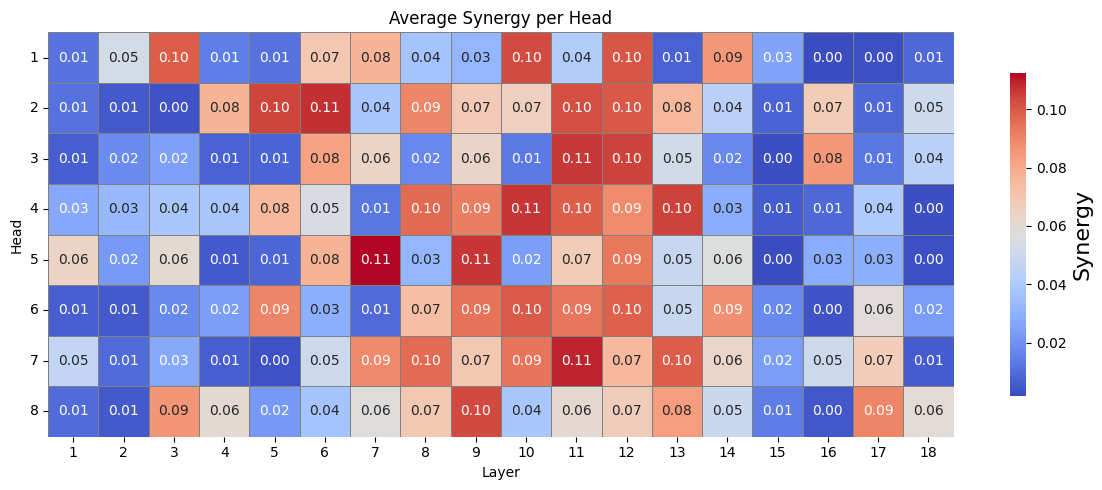 Average Synergy per Head
1 0.01 0.05 0.10 0.01 0.01 0.07 0.08 0.04 0.03 0.10 0.04 0.10 0.01 0.09 0.03 0.00 0.00 0.01
2 0.01 0.01 0.00 0.08 0.10 0.11 0.04 0.09 0.07 0.07 0.10 0.10 0.08 0.04 0.01 0.07 0.01 0.05
3 0.01 0.02 0.02 0.01 0.01 0.08 0.06 0.02 0.06 0.01 0.11 0.10 0.05 0.02 0.00 0.08 0.01 0.04
4 0.03 0.03 0.04 0.04 0.08 0.05 0.01 0.10 0.09 0.11 0.10 0.09 0.10 0.03 0.01 0.01 0.04 0.00
5 0.06 0.02 0.06 0.01 0.01 0.08 0.11 0.03 0.11 0.02 0.07 0.09 0.05 0.06 0.00 0.03 0.03 0.00
6 0.01 0.01 0.02 0.02 0.09 0.03 0.01 0.07 0.09 0.10 0.09 0.10 0.05 0.09 0.02 0.00 0.06 0.02
7 0.05 0.01 0.03 0.01 0.00 0.05 0.09 0.10 0.07 0.09 0.11 0.07 0.10 0.06 0.02 0.05 0.07 0.01
8 0.01 0.01 0.09 0.06 0.02 0.04 0.06 0.07 0.10 0.04 0.06 0.07 0.08 0.05 0.01 0.00 0.09 0.06
1 2 3 4 5 6 7 8 9 10 11 12 13 14 15 16 17 18
Layer
Head
0.10
0.08
0.06
0.04
0.02
Synergy